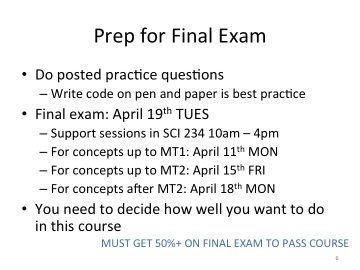 Prep for Final Exam
• Do posted practice questions
– Write code on pen and paper is best practice
• Final exam: April 19th TUES
– Support sessions in SCI 234 10am – 4pm
– For concepts up to MT1: April 11th MON
– For concepts up to MT2: April 15th FRI
– For concepts after MT2: April 18th MON
• You need to decide how well you want to do
in this course
MUST GET 50%+ ON FINAL EXAM TO PASS COURSE
6